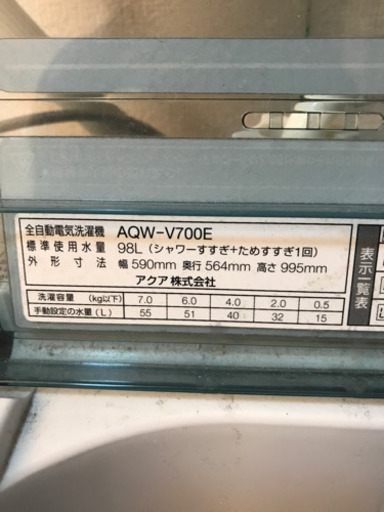 全自動電気洗濯機 AQW-V700E
標準使用水量 98L（シャワーすすぎ+ためすすぎ1回）
外形寸法 幅 590mm 奥行 564mm 高さ 995mm
アクア株式会社
洗濯容量 (kg以下) 7.0 6.0 4.0 2.0 0.5
手動設定の水量（L） 55 51 40 32 15
表示一覧表